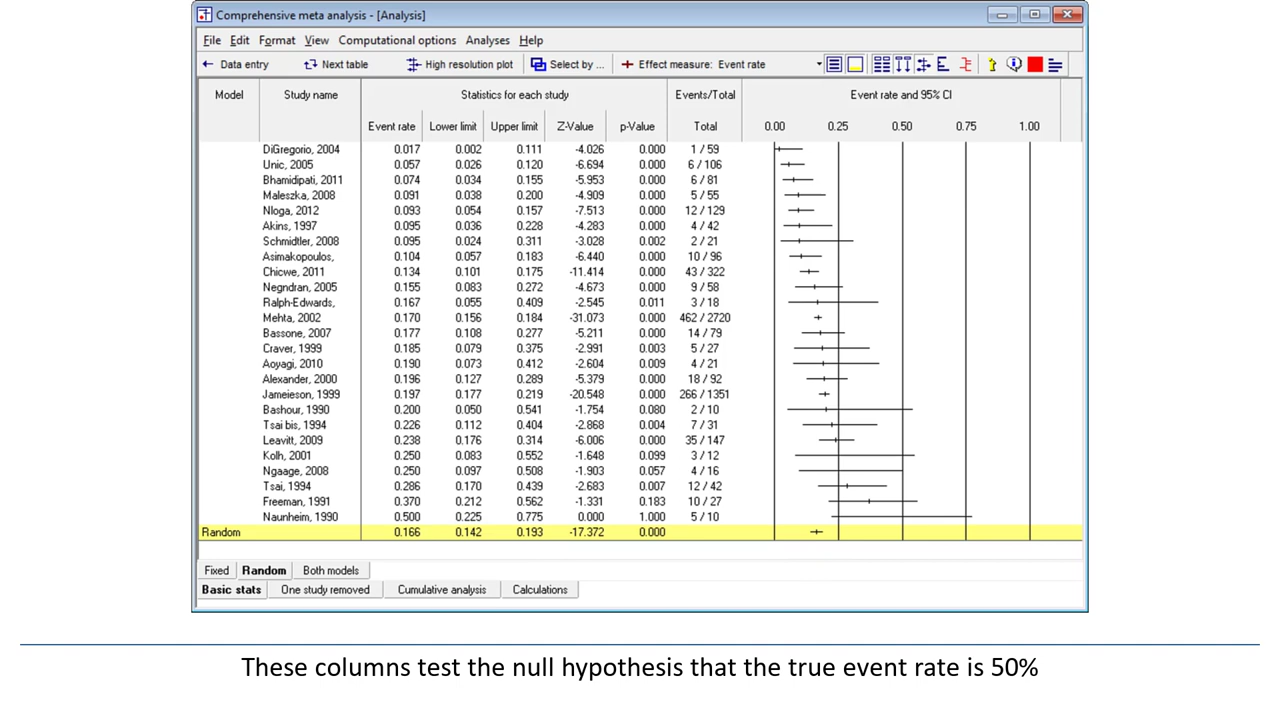 Comprehensive meta analysis - [Analysis]
File Edit Format View Computational options Analyses Help
Data entry Next table High resolution plot Select by ... Effect measure: Event rate
Model Study name Statistics for each study Events/Total Event rate and 95% CI
Event rate Lower limit Upper limit Z-Value p-Value Total 0.00 0.25 0.50 0.75 1.00
DiGregorio, 2004 0.017 0.002 0.111 -4.026 0.000 1 / 59
Unic, 2005 0.057 0.026 0.120 -6.694 0.000 6 / 106
Bhamidipati, 2011 0.074 0.034 0.155 -5.953 0.000 6 / 81
Maleszka, 2008 0.091 0.038 0.200 -4.909 0.000 5 / 55
Nloga, 2012 0.093 0.054 0.157 -7.513 0.000 12 / 129
Akins, 1997 0.095 0.036 0.228 -4.283 0.000 4 / 42
Schmidtler, 2008 0.095 0.024 0.311 -3.028 0.002 2 / 21
Asimakopoulos, 0.104 0.057 0.183 -6.440 0.000 10 / 96
Chicwe, 2011 0.134 0.101 0.175 -11.414 0.000 43 / 322
Negndran, 2005 0.155 0.083 0.272 -4.673 0.000 9 / 58
Ralph-Edwards, 0.167 0.055 0.409 -2.545 0.011 3 / 18
Mehta, 2002 0.170 0.156 0.184 -31.073 0.000 462 / 2720
Bassone, 2007 0.177 0.108 0.277 -5.211 0.000 14 / 79
Craver, 1999 0.185 0.079 0.375 -2.991 0.003 5 / 27
Aoyagi, 2010 0.190 0.073 0.412 -2.604 0.009 4 / 21
Alexander, 2000 0.196 0.127 0.289 -5.379 0.000 18 / 92
Jameieson, 1999 0.197 0.177 0.219 -20.548 0.000 266 / 1351
Bashour, 1990 0.200 0.050 0.541 -1.754 0.080 2 / 10
Tsai bis, 1994 0.226 0.112 0.404 -2.868 0.004 7 / 31
Leavitt, 2009 0.238 0.176 0.314 -6.006 0.000 35 / 147
Kolh, 2001 0.250 0.083 0.552 -1.648 0.099 3 / 12
Ngaage, 2008 0.250 0.097 0.508 -1.903 0.057 4 / 16
Tsai, 1994 0.286 0.170 0.439 -2.683 0.007 12 / 42
Freeman, 1991 0.370 0.212 0.562 -1.331 0.183 10 / 27
Naunheim, 1990 0.500 0.225 0.775 0.000 1.000 5 / 10
Random 0.166 0.142 0.193 -17.372 0.000
Fixed Random Both models
Basic stats One study removed Cumulative analysis Calculations
These columns test the null hypothesis that the true event rate is 50%